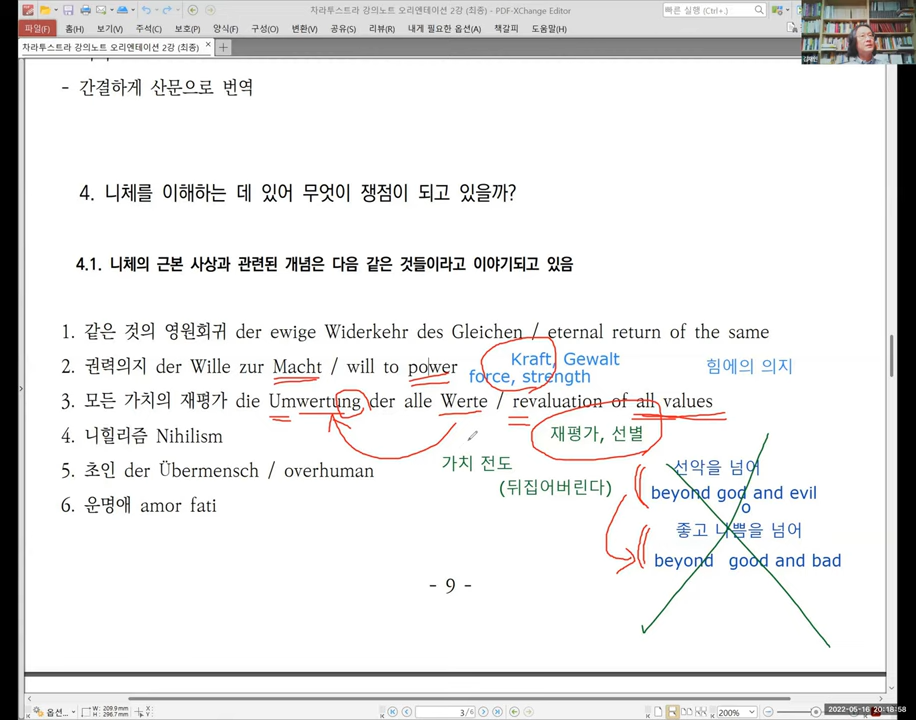 차라투스트라 강의노트 오리엔테이션 2강 (최종) - PDF-XChange Editor
빠른 실행 (Ctrl+.)
파일(F) 홈(H) 보기(V) 주석(C) 보호(P) 양식(F) 구성(O) 변환(V) 공유(S) 리뷰(R) 내게 필요한 옵션(A) 책갈피 도움말(H)
차라투스트라 강의노트 오리엔테이션 2강 (최종) × +
- 간결하게 산문으로 번역
4. 니체를 이해하는 데 있어 무엇이 쟁점이 되고 있을까?
4.1. 니체의 근본 사상과 관련된 개념은 다음 같은 것들이라고 이야기되고 있음
1. 같은 것의 영원회귀 der ewige Widerkehr des Gleichen / eternal return of the same
2. 권력의지 der Wille zur Macht / will to power
Kraft, Gewalt
force, strength
힘에의 의지
3. 모든 가치의 재평가 die Umwertung der alle Werte / revaluation of all values
4. 니힐리즘 Nihilism
재평가, 선별
가치 전도
5. 초인 der Übermensch / overhuman
(뒤집어버린다)
6. 운명애 amor fati
선악을 넘어
beyond god and evil
o
좋고 나쁨을 넘어
beyond good and bad
- 9 -
옵션...
209.9mm
296.7mm
X:
Y:
3/6
200%
2022-05-16 20:18:58